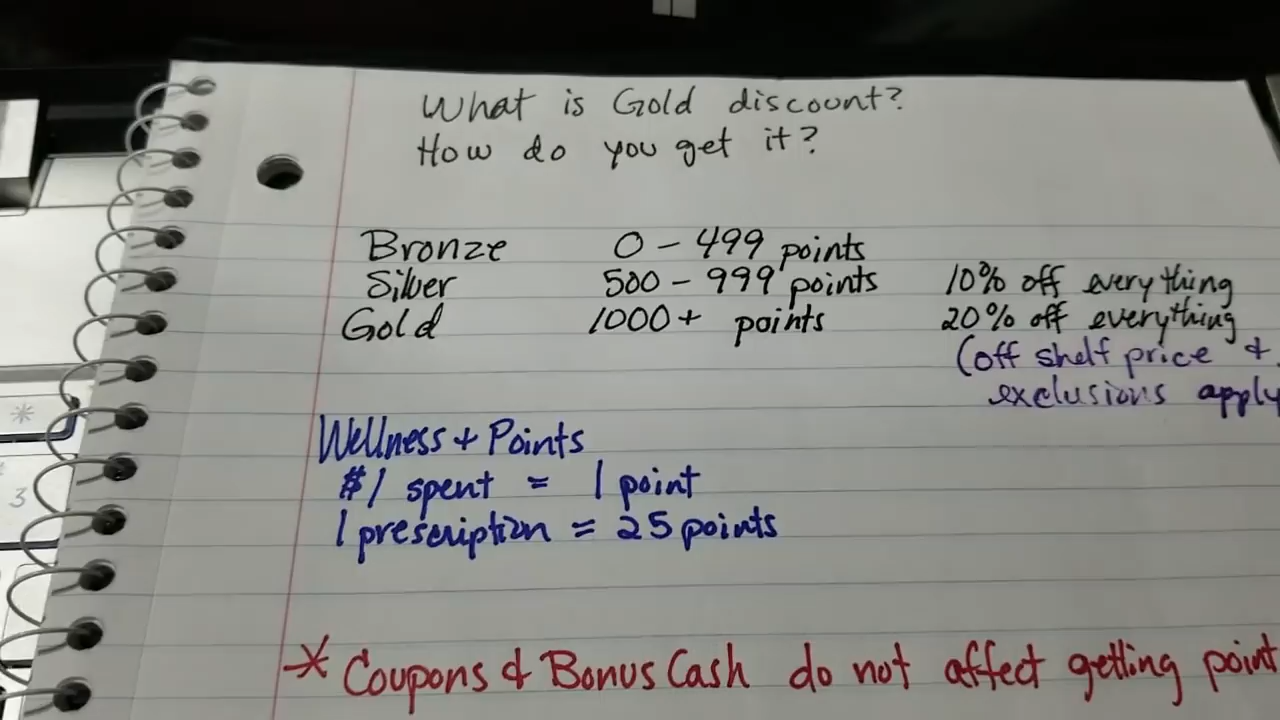 What is Gold discount?
How do you get it?
Bronze 0 - 499 points
Silver 500 - 999 points 10% off everything
Gold 1000+ points 20% off everything
(off shelf price &
exclusions apply
Wellness + Points
$1 spent = 1 point
1 prescription = 25 points
* Coupons & Bonus Cash do not affect getting point
*
3